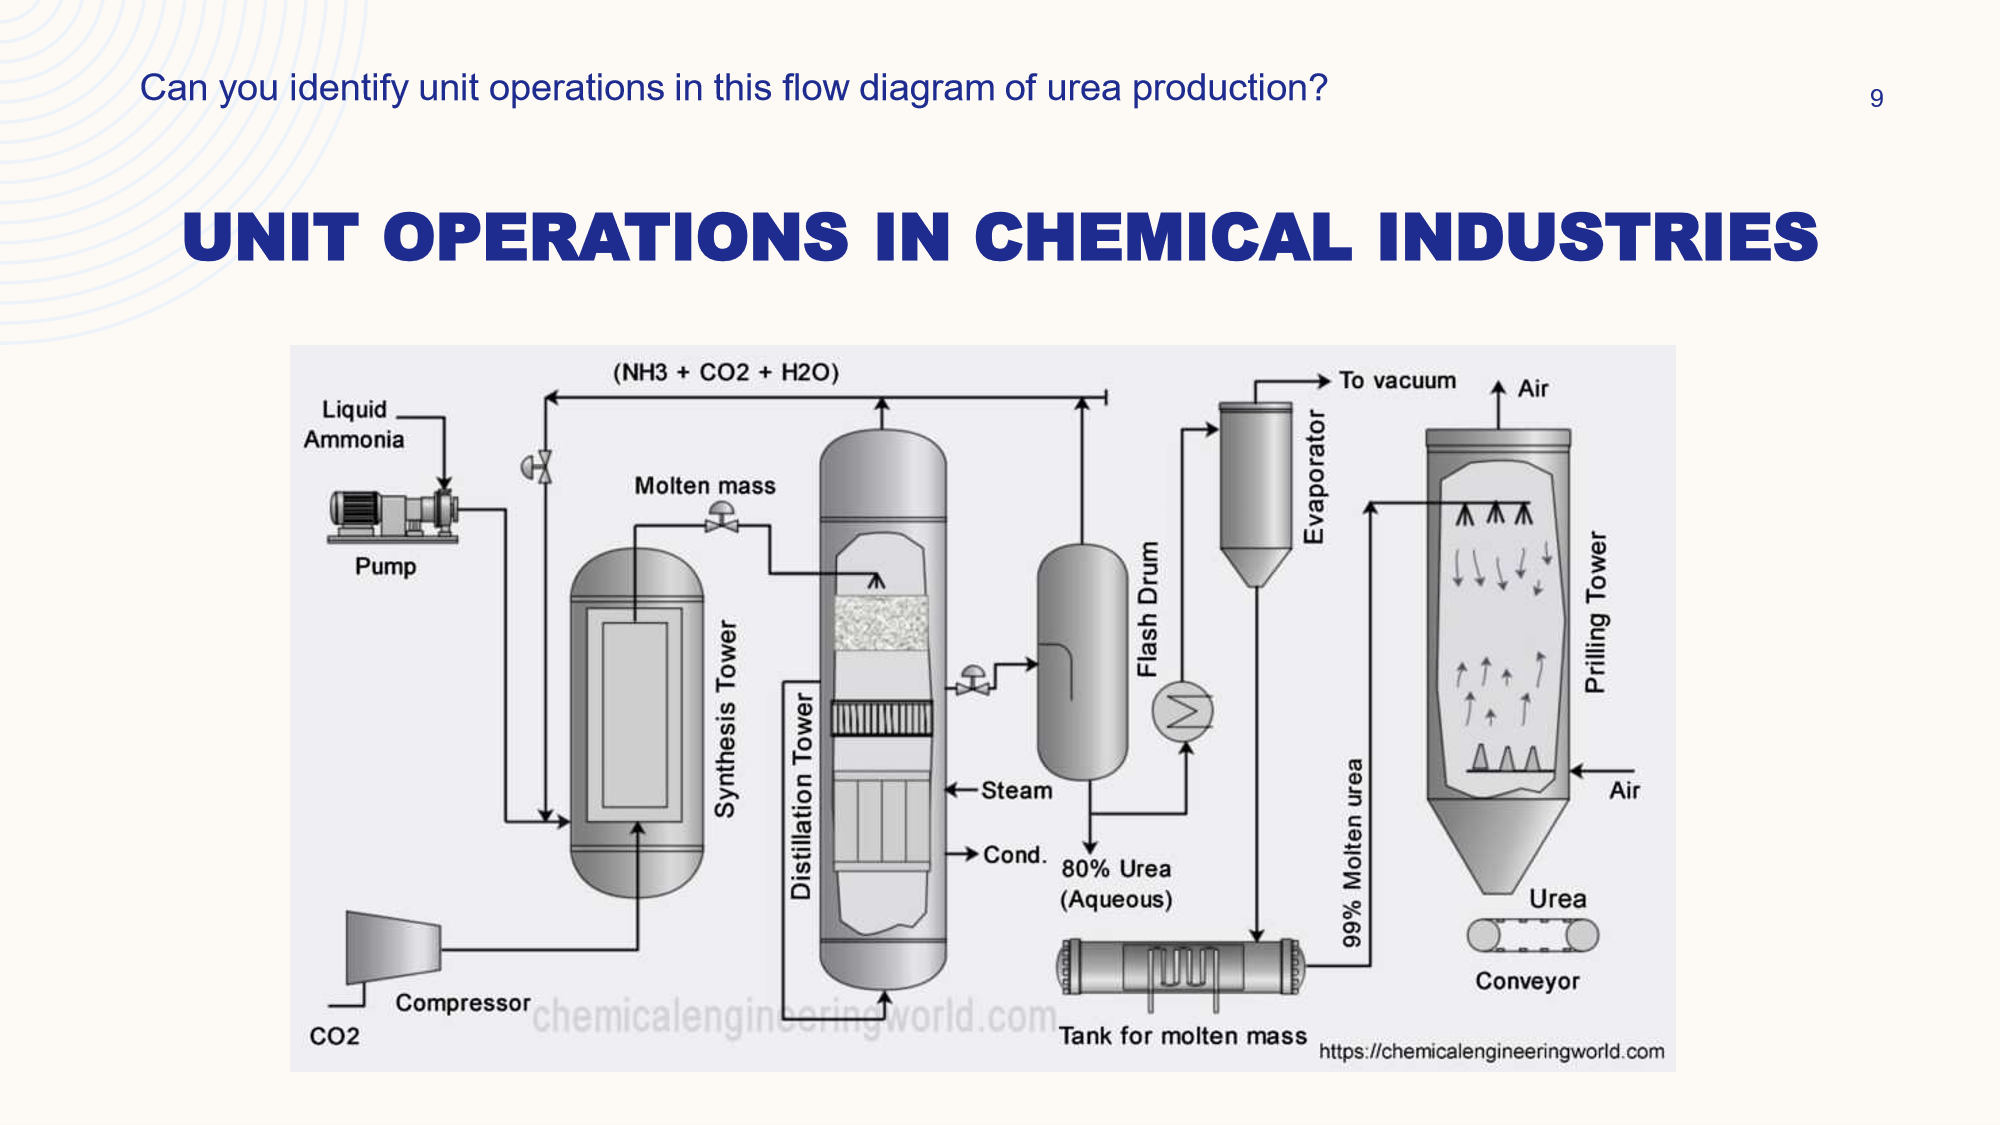 Can you identify unit operations in this flow diagram of urea production?
9
UNIT OPERATIONS IN CHEMICAL INDUSTRIES
(NH3 + CO2 + H2O)
To vacuum
Air
Liquid
Ammonia
Evaporator
Molten mass
Pump
Flash Drum
Prilling Tower
Synthesis Tower
Distillation Tower
Steam
Air
99% Molten urea
Cond.
80% Urea
(Aqueous)
Urea
Conveyor
Compressor
chemicalengineeringworld.com
CO2
Tank for molten mass
https://chemicalengineeringworld.com